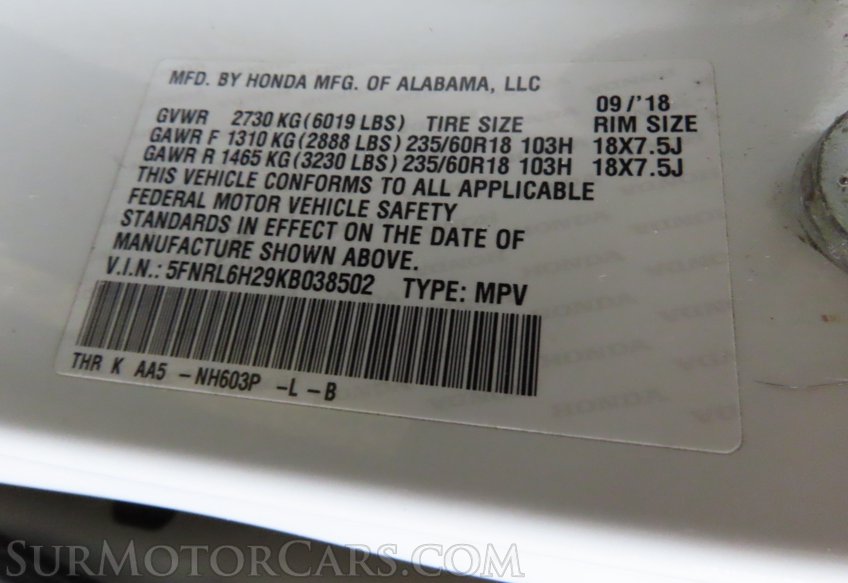 MFD. BY HONDA MFG. OF ALABAMA, LLC
09/'18
GVWR 2730 KG (6019 LBS) TIRE SIZE RIM SIZE
GAWR F 1310 KG (2888 LBS) 235/60R18 103H 18X7.5J
GAWR R 1465 KG (3230 LBS) 235/60R18 103H 18X7.5J
THIS VEHICLE CONFORMS TO ALL APPLICABLE
FEDERAL MOTOR VEHICLE SAFETY
STANDARDS IN EFFECT ON THE DATE OF
MANUFACTURE SHOWN ABOVE.
V.I.N.: 5FNRL6H29KB038502 TYPE: MPV
THR K AA5 - NH603P - L - B
HONDA
SURMOTORCARS.COM